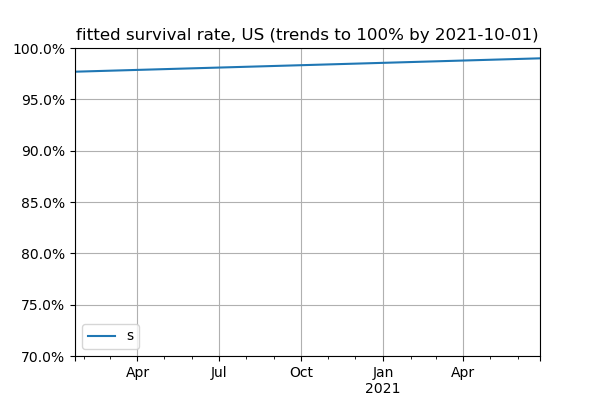 fitted survival rate, US (trends to 100% by 2021-10-01)
100.0%
95.0%
90.0%
85.0%
80.0%
75.0%
70.0%
s
Apr Jul Oct Jan Apr
2021